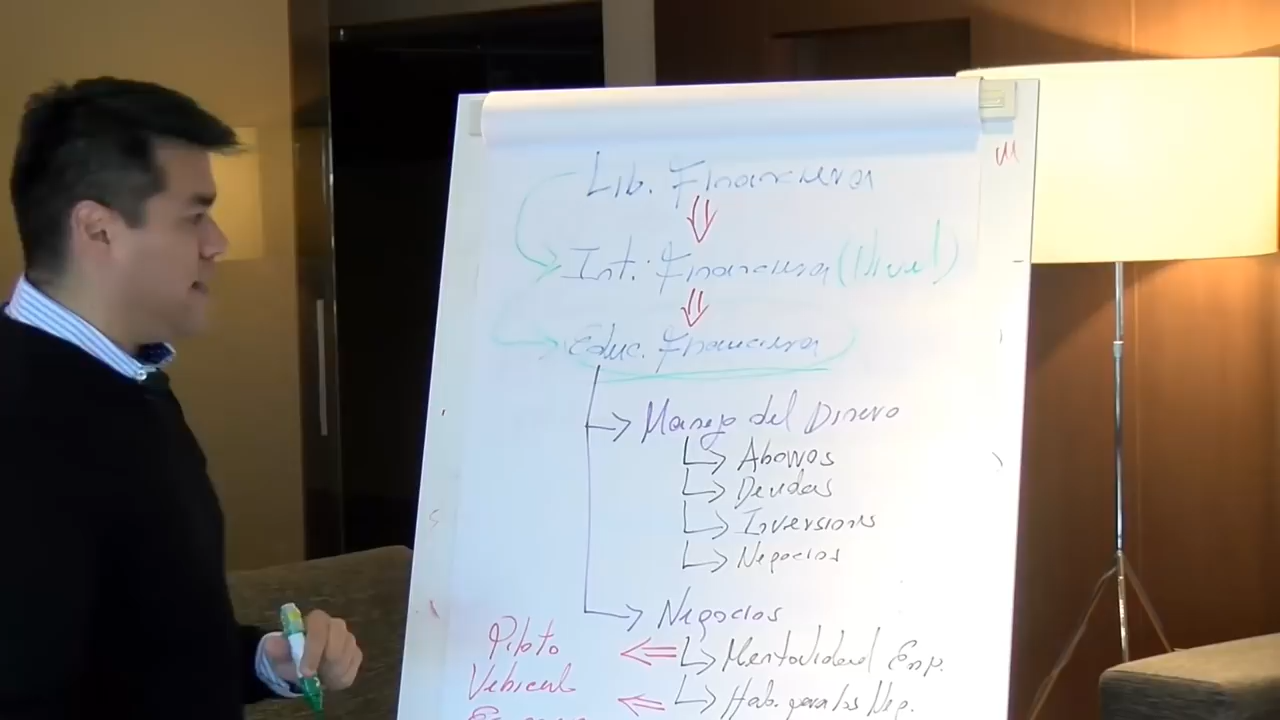 Lib. Financiera
Int. Financiera (Nivel)
Educ. Financiera
Manejo del Dinero
Ahorros
Deudas
Inversions
Negocios
Negocios
Piloto
Mentalidad Emp.
Vehicul
Hab. para los Neg.